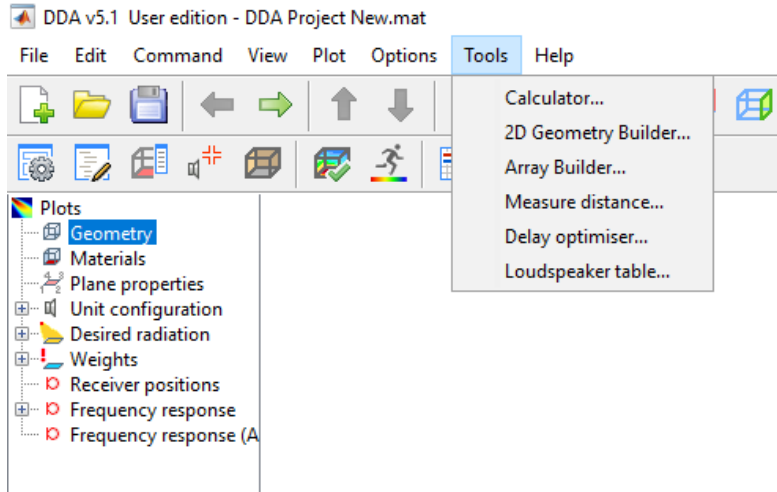 DDA v5.1 User edition - DDA Project New.mat
File Edit Command View Plot Options Tools Help
Calculator...
2D Geometry Builder...
Array Builder...
Measure distance...
Delay optimiser...
Loudspeaker table...
Plots
Geometry
Materials
Plane properties
Unit configuration
Desired radiation
Weights
Receiver positions
Frequency response
Frequency response (A